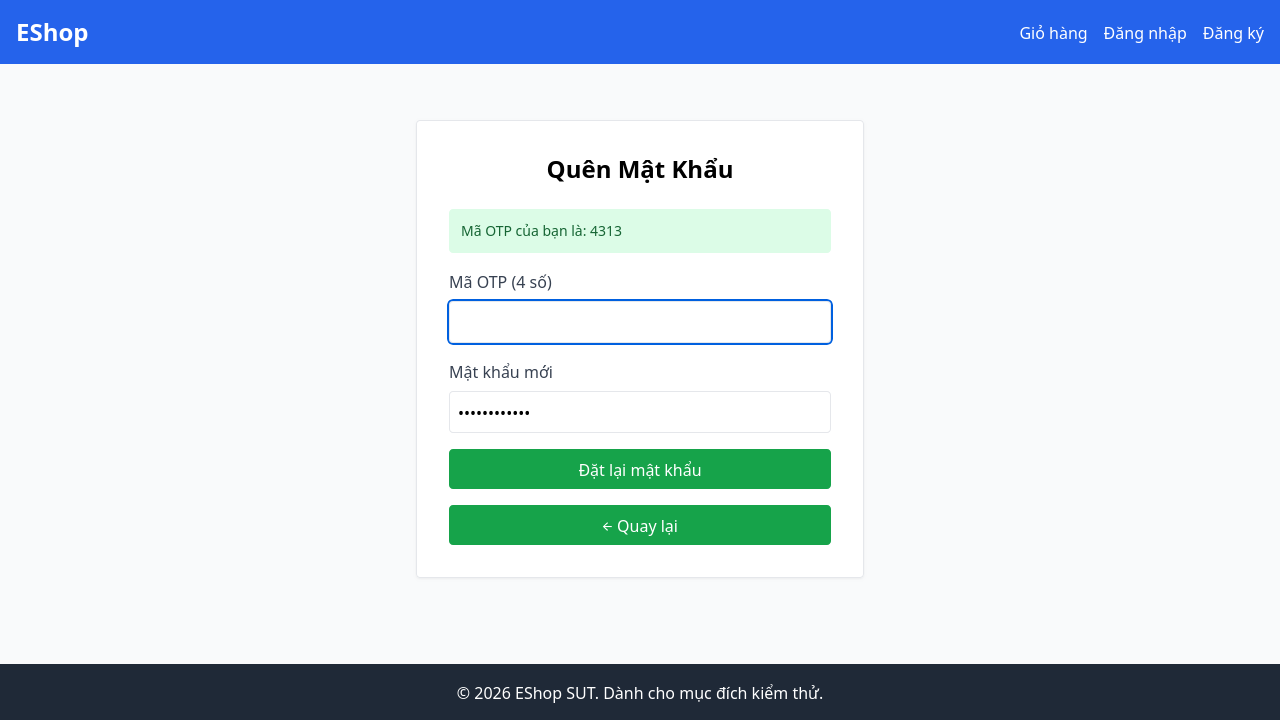 EShop
Giỏ hàng
Đăng nhập
Đăng ký
Quên Mật Khẩu
Mã OTP của bạn là: 4313
Mã OTP (4 số)
Mật khẩu mới
••••••••••••
Đặt lại mật khẩu
← Quay lại
© 2026 EShop SUT. Dành cho mục đích kiểm thử.